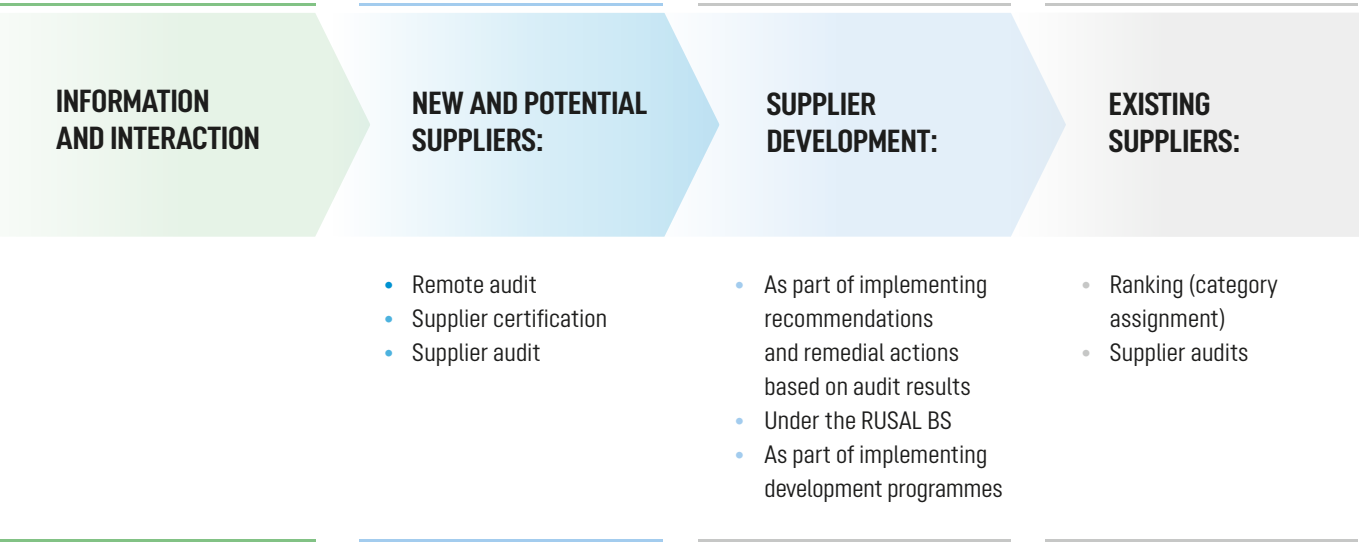 INFORMATION
AND INTERACTION
NEW AND POTENTIAL
SUPPLIERS:
• Remote audit
• Supplier certification
• Supplier audit
SUPPLIER
DEVELOPMENT:
• As part of implementing
recommendations
and remedial actions
based on audit results
• Under the RUSAL BS
• As part of implementing
development programmes
EXISTING
SUPPLIERS:
• Ranking (category
assignment)
• Supplier audits